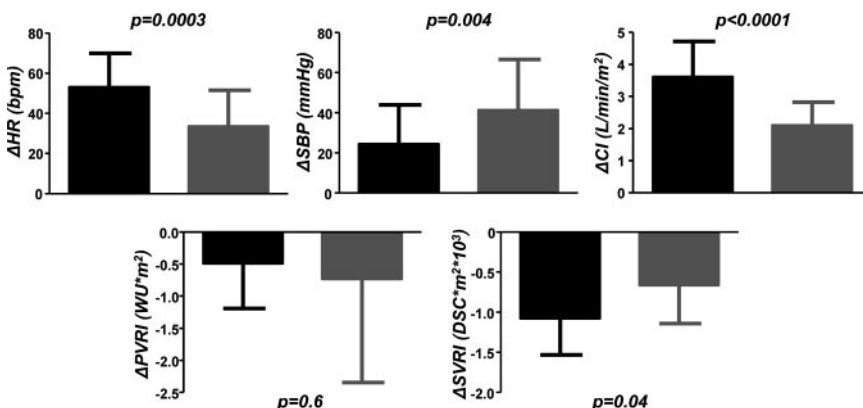 p=0.0003
p=0.004
p<0.0001
ΔHR (bpm)
80
60
40
20
0
ΔSBP (mmHg)
80
60
40
20
0
ΔCI (L/min/m²)
5
4
3
2
1
0
ΔPVRI (WU*m²)
0.0
-0.5
-1.0
-1.5
-2.0
-2.5
ΔSVRI (DSC*m²*10³)
0
-0.5
-1.0
-1.5
-2.0
p=0.6
p=0.04